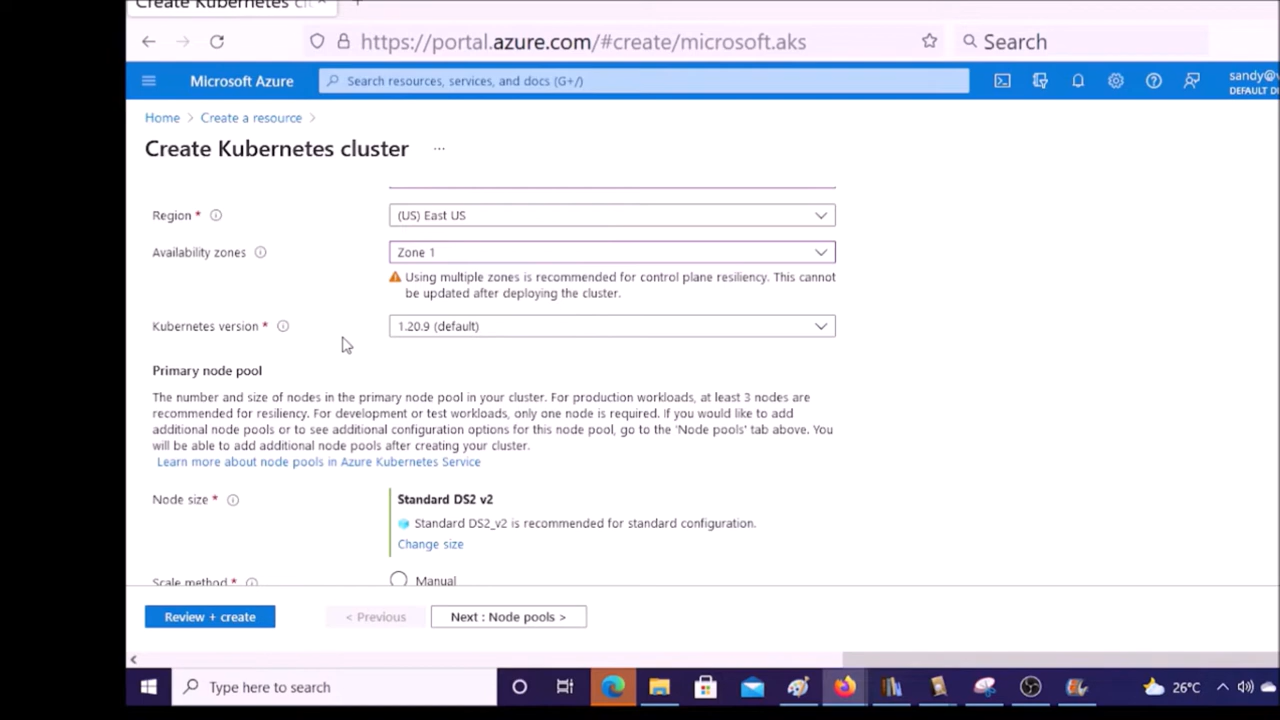 Create Kubernetes cl
https://portal.azure.com/#create/microsoft.aks
Search
Microsoft Azure
Search resources, services, and docs (G+/)
sandy@
DEFAULT DI
Home > Create a resource >
Create Kubernetes cluster ...
Region *
(US) East US
Availability zones
Zone 1
Using multiple zones is recommended for control plane resiliency. This cannot
be updated after deploying the cluster.
Kubernetes version *
1.20.9 (default)
Primary node pool
The number and size of nodes in the primary node pool in your cluster. For production workloads, at least 3 nodes are
recommended for resiliency. For development or test workloads, only one node is required. If you would like to add
additional node pools or to see additional configuration options for this node pool, go to the 'Node pools' tab above. You
will be able to add additional node pools after creating your cluster.
Learn more about node pools in Azure Kubernetes Service
Node size *
Standard DS2 v2
Standard DS2_v2 is recommended for standard configuration.
Change size
Scale method *
Manual
Review + create
< Previous
Next : Node pools >
Type here to search
26°C